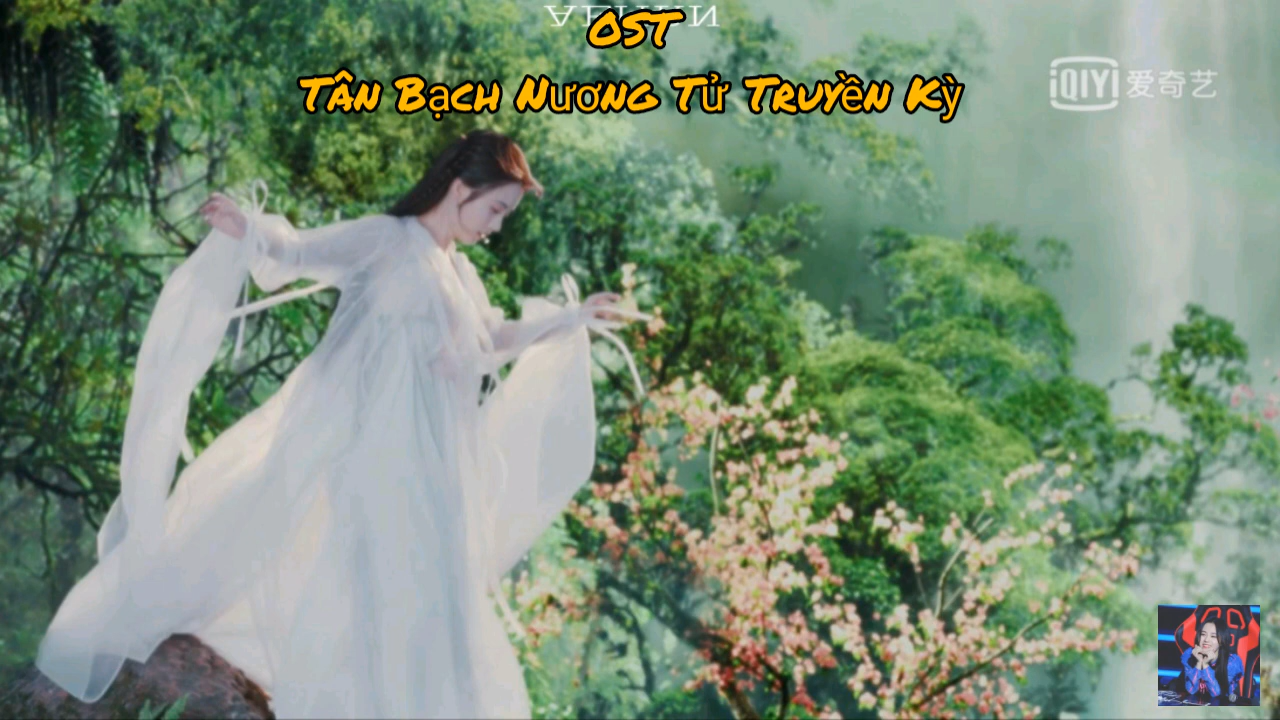 OST
Tân Bạch Nương Tử Truyền Kỳ
iQIYI 爱奇艺